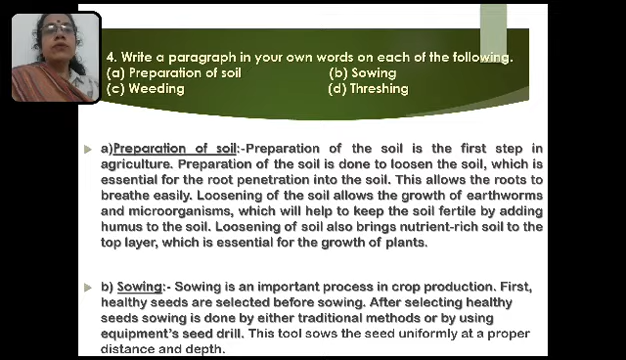 4. Write a paragraph in your own words on each of the following.
(a) Preparation of soil (b) Sowing
(c) Weeding (d) Threshing
a)Preparation of soil:-Preparation of the soil is the first step in
agriculture. Preparation of the soil is done to loosen the soil, which is
essential for the root penetration into the soil. This allows the roots to
breathe easily. Loosening of the soil allows the growth of earthworms
and microorganisms, which will help to keep the soil fertile by adding
humus to the soil. Loosening of soil also brings nutrient-rich soil to the
top layer, which is essential for the growth of plants.
b) Sowing:- Sowing is an important process in crop production. First,
healthy seeds are selected before sowing. After selecting healthy
seeds sowing is done by either traditional methods or by using
equipment's seed drill. This tool sows the seed uniformly at a proper
distance and depth.